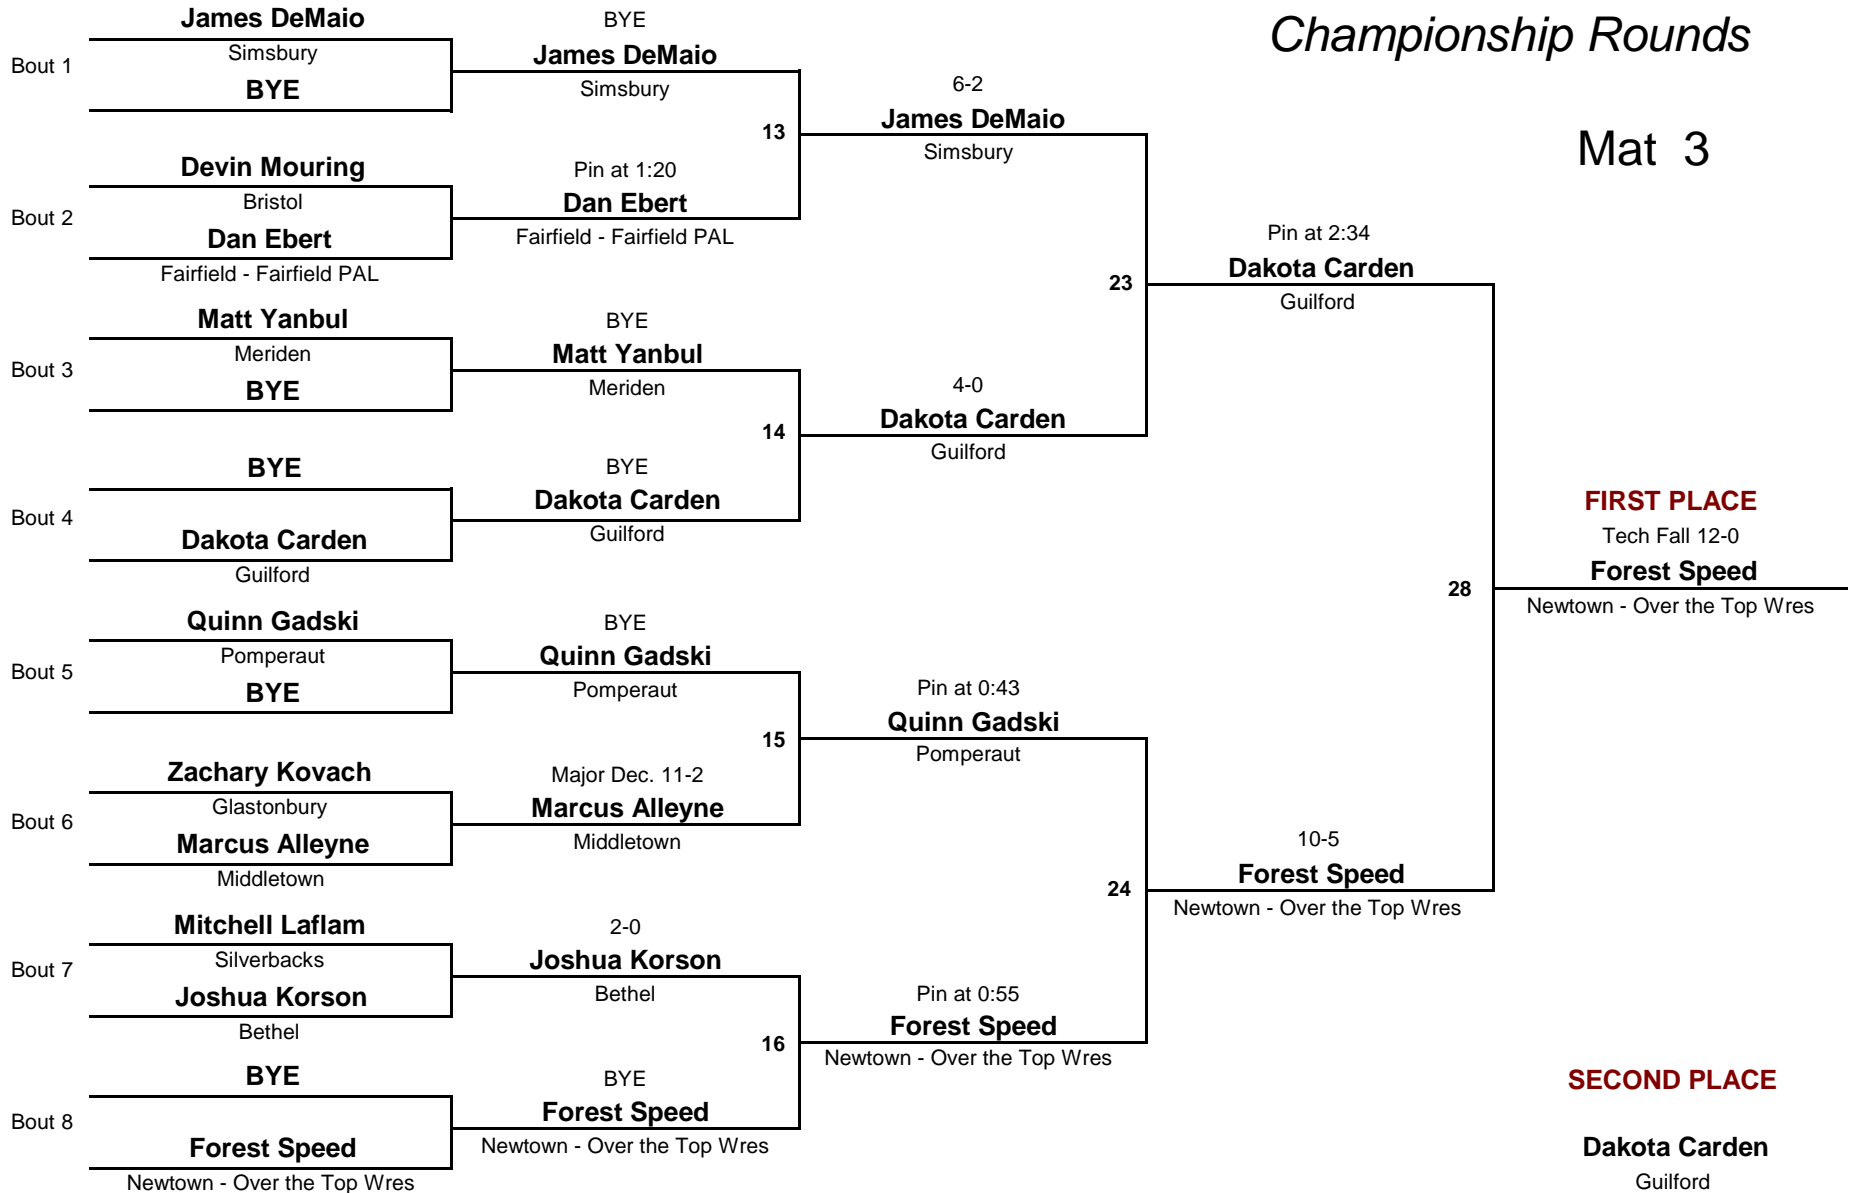 Championship Rounds
Mat 3
Bout 1
James DeMaio
Simsbury
BYE
Bout 2
Devin Mouring
Bristol
Dan Ebert
Fairfield - Fairfield PAL
Bout 3
Matt Yanbul
Meriden
BYE
Bout 4
BYE
Dakota Carden
Guilford
Bout 5
Quinn Gadski
Pomperaut
BYE
Bout 6
Zachary Kovach
Glastonbury
Marcus Alleyne
Middletown
Bout 7
Mitchell Laflam
Silverbacks
Joshua Korson
Bethel
Bout 8
BYE
Forest Speed
Newtown - Over the Top Wres
BYE
James DeMaio
Simsbury
13
Pin at 1:20
Dan Ebert
Fairfield - Fairfield PAL
BYE
Matt Yanbul
Meriden
14
BYE
Dakota Carden
Guilford
BYE
Quinn Gadski
Pomperaut
15
Major Dec. 11-2
Marcus Alleyne
Middletown
2-0
Joshua Korson
Bethel
16
BYE
Forest Speed
Newtown - Over the Top Wres
6-2
James DeMaio
Simsbury
23
4-0
Dakota Carden
Guilford
Pin at 0:43
Quinn Gadski
Pomperaut
24
Pin at 0:55
Forest Speed
Newtown - Over the Top Wres
Pin at 2:34
Dakota Carden
Guilford
28
10-5
Forest Speed
Newtown - Over the Top Wres
FIRST PLACE
Tech Fall 12-0
Forest Speed
Newtown - Over the Top Wres
SECOND PLACE
Dakota Carden
Guilford